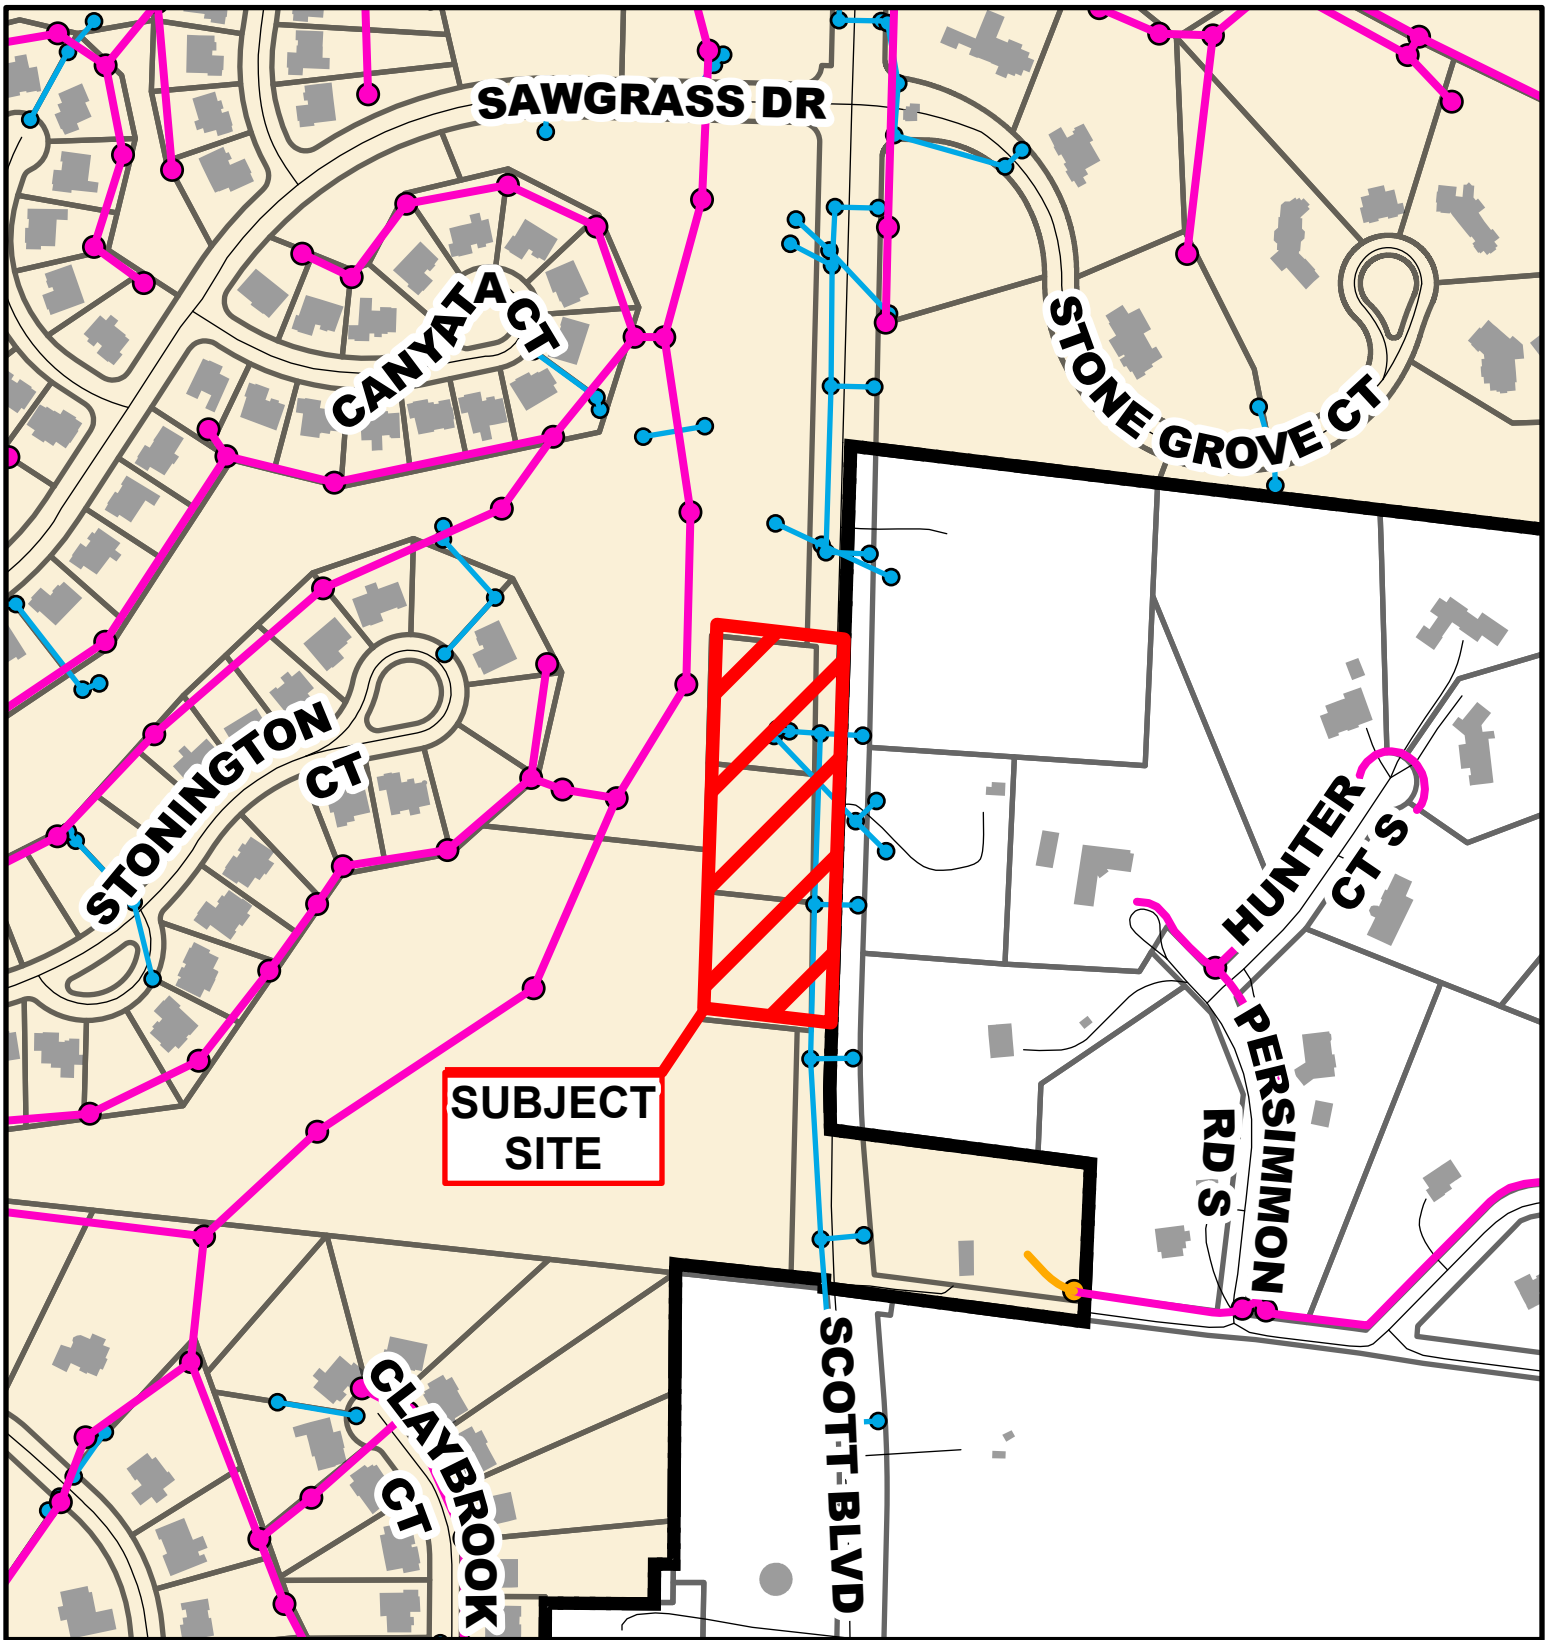 SAWGRASS DR
CANYATA CT
STONE GROVE CT
STONINGTON
CT
HUNTER
CT S
PERSIMMON
RD S
SUBJECT
SITE
SCOTT BLVD
CLAYBROOK
CT